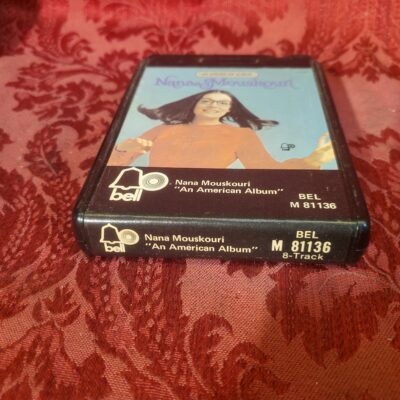 Nana Mouskouri
bell
Nana Mouskouri
"An American Album"
BEL
M 81136
bell
Nana Mouskouri
"An American Album"
BEL
M 81136
8-Track